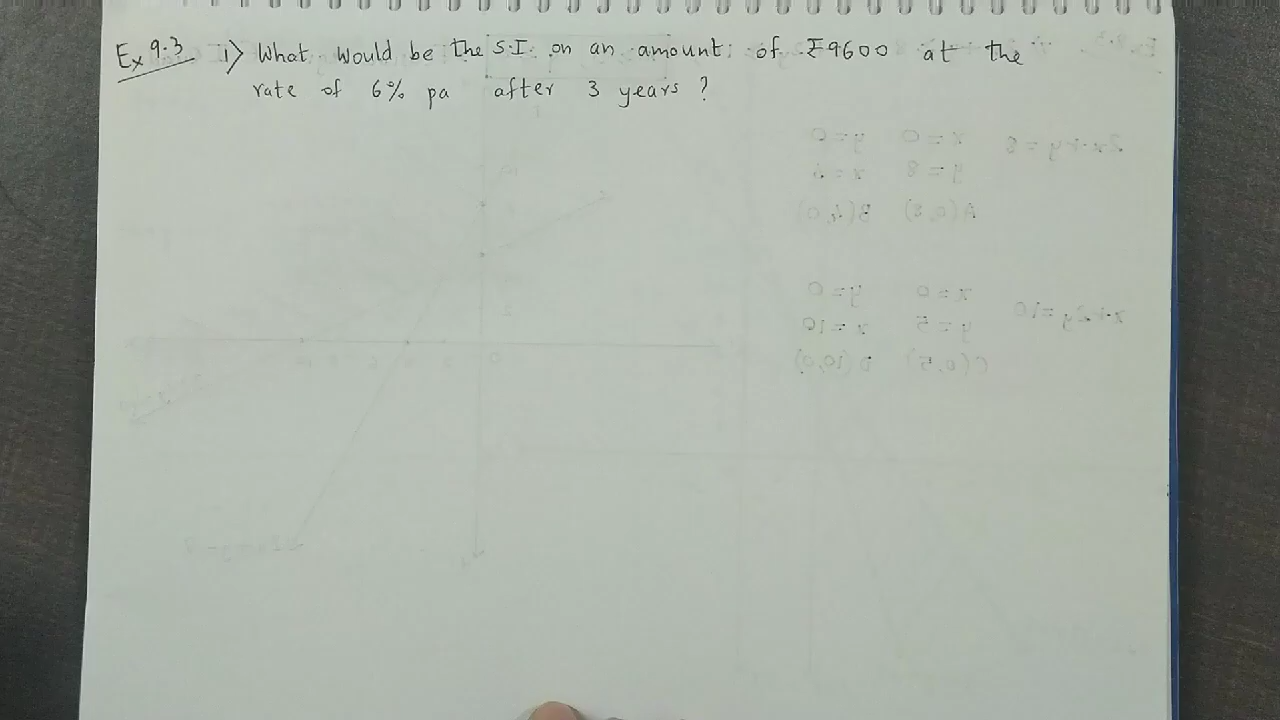 Ex 9.3 i) What would be the S.I. on an amount of ₹9600 at the
rate of 6% pa after 3 years ?